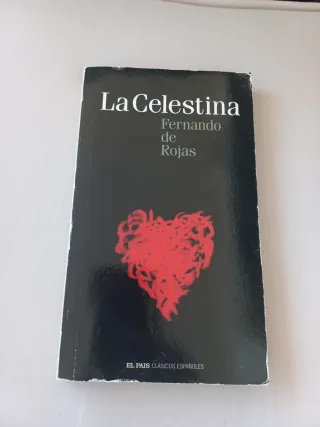 La Celestina
Fernando
de
Rojas
EL PAIS CLÁSICOS ESPAÑOLES